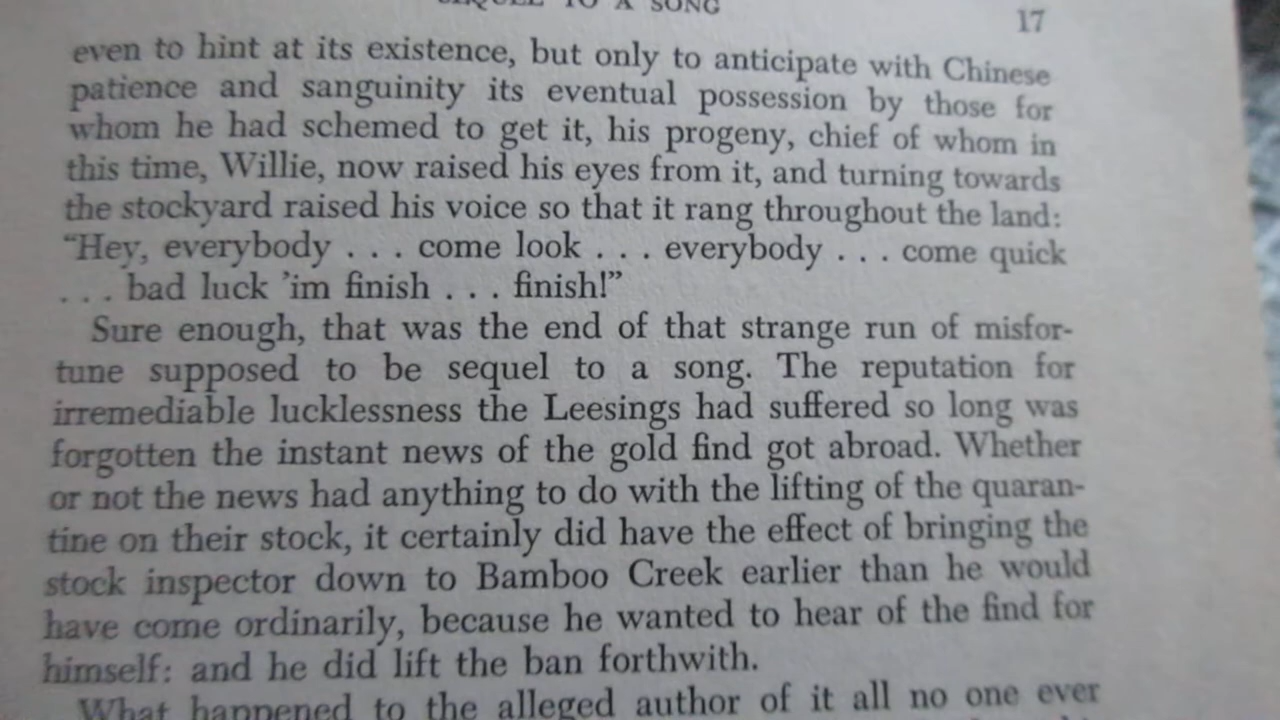 SEQUEL TO A SONG
17
even to hint at its existence, but only to anticipate with Chinese
patience and sanguinity its eventual possession by those for
whom he had schemed to get it, his progeny, chief of whom in
this time, Willie, now raised his eyes from it, and turning towards
the stockyard raised his voice so that it rang throughout the land:
“Hey, everybody . . . come look . . . everybody . . . come quick
. . . bad luck ’im finish . . . finish!”
Sure enough, that was the end of that strange run of misfor-
tune supposed to be sequel to a song. The reputation for
irremediable lucklessness the Leesings had suffered so long was
forgotten the instant news of the gold find got abroad. Whether
or not the news had anything to do with the lifting of the quaran-
tine on their stock, it certainly did have the effect of bringing the
stock inspector down to Bamboo Creek earlier than he would
have come ordinarily, because he wanted to hear of the find for
himself: and he did lift the ban forthwith.
What happened to the alleged author of it all no one ever